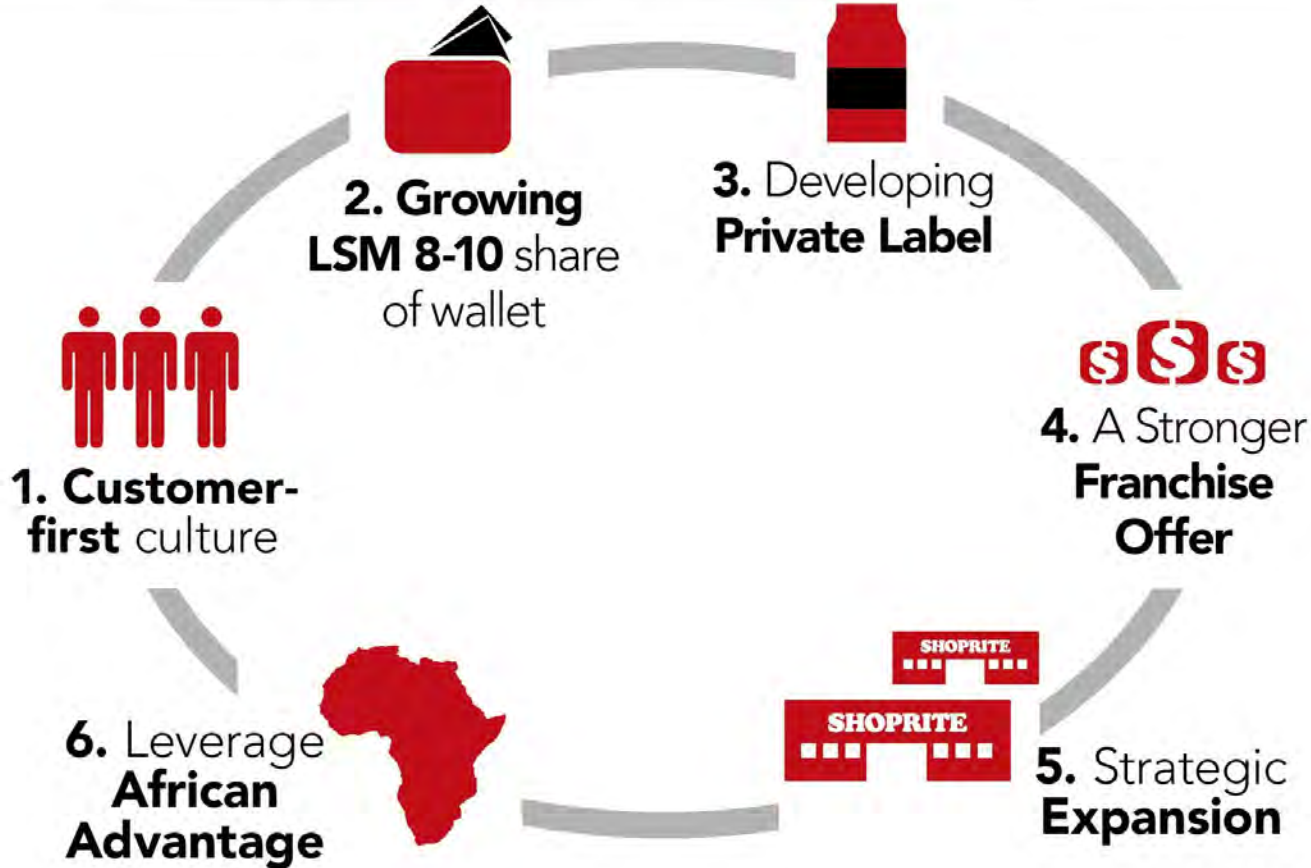 1. Customer-
first culture
2. Growing
LSM 8-10 share
of wallet
3. Developing
Private Label
S S S
4. A Stronger
Franchise
Offer
SHOPRITE
SHOPRITE
5. Strategic
Expansion
6. Leverage
African
Advantage